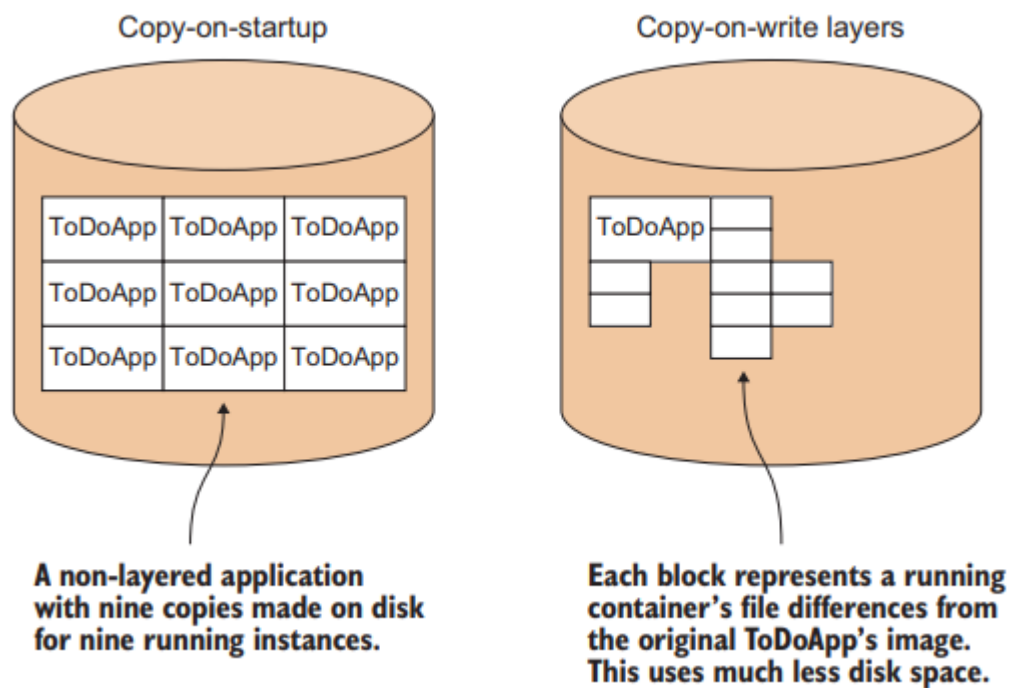 Copy-on-startup
Copy-on-write layers
ToDoApp ToDoApp ToDoApp
ToDoApp ToDoApp ToDoApp
ToDoApp ToDoApp ToDoApp
ToDoApp
A non-layered application
with nine copies made on disk
for nine running instances.
Each block represents a running
container's file differences from
the original ToDoApp's image.
This uses much less disk space.